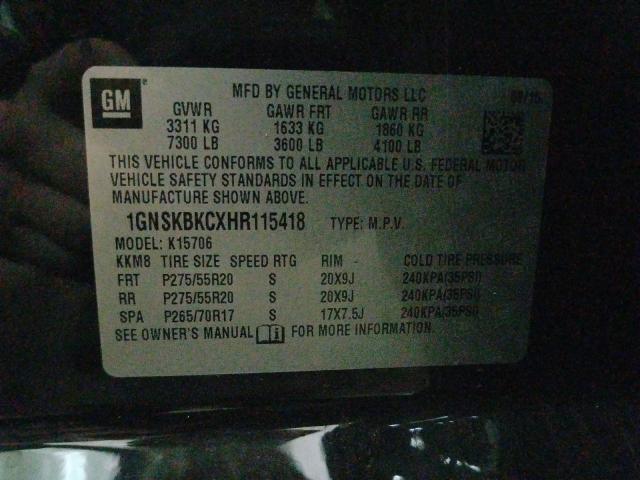 GM
MFD BY GENERAL MOTORS LLC
GVWR GAWR FRT GAWR RR
3311 KG 1633 KG 1860 KG
7300 LB 3600 LB 4100 LB
THIS VEHICLE CONFORMS TO ALL APPLICABLE U.S. FEDERAL MOTOR
VEHICLE SAFETY STANDARDS IN EFFECT ON THE DATE OF
MANUFACTURE SHOWN ABOVE.
1GNSKBKCXHR115418 TYPE: M.P.V.
MODEL: K15706
KKM8 TIRE SIZE SPEED RTG RIM - COLD TIRE PRESSURE
FRT P275/55R20 S 20X9J 240KPA(35PSI)
RR P275/55R20 S 20X9J 240KPA(35PSI)
SPA P265/70R17 S 17X7.5J 240KPA(35PSI)
SEE OWNER'S MANUAL FOR MORE INFORMATION.